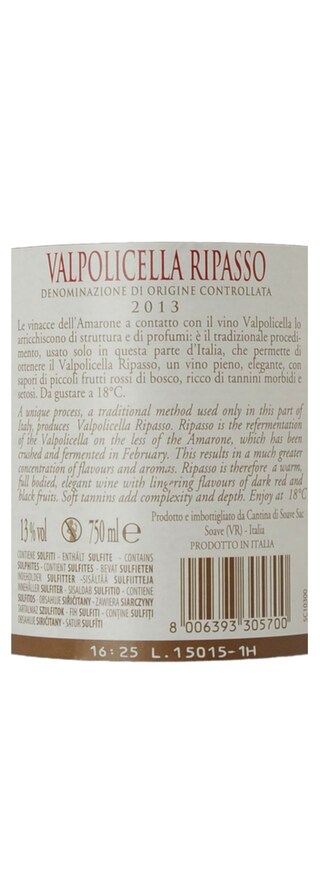 VALPOLICELLA RIPASSO
DENOMINAZIONE DI ORIGINE CONTROLLATA
2013
Le vinacce dell'Amarone a contatto con il vino Valpolicella lo
articchiscono di struttura e di profumi: è il tradizionale procedi-
mento, usato solo in questa parte d'Italia, che permette di
ottenere il Valpolicella Ripasso, un vino pieno, elegante, con
sapori di piccoli frutti rossi di bosco, ricco di tannini morbidi e
setosi. Da gustare a 18°C.
A unique process, a traditional method used only in this part of
Italy, produces Valpolicella Ripasso. Ripasso is the refermentation
of the Valpolicella on the less of the Amarone, which has been
crushed and fermented in February. This results in a much greater
concentration of flavours and aromas. Ripasso is therefore a warm,
full bodied, elegant wine with lingring flavours of dark red and
black fruits. Soft tannins add complexity and depth. Enjoy at 18°C
13% vol 750 ml e
Prodotto e imbottigliato da Cantina di Soave Sac
Soave (VR) - Italia
PRODOTTO IN ITALIA
CONTIENE SOLFITI - ENTHÄLT SULFITE - CONTAINS
SULPHITES - CONTIENT SULFITES - BEVAT SULFIETEN
INDEHOLDER SULFITTER - SISÄLTÄÄ SULFIITTEJA
INNEHÅLLER SULFITER - SISALDAB SULFITID - CONTIENE
SULFITOS - OBSAHUJE SIŘIČITANY - ZAWIERA SIARCZYNY
TARTALMAZ SZULFITOK - FIH SULFITI - CONȚINE SULFIȚI
OBSAHUJE SIRIČITANY - SATUR SULFĪTI
8 006393 305700
SC10300
16:25 L.15015-1H